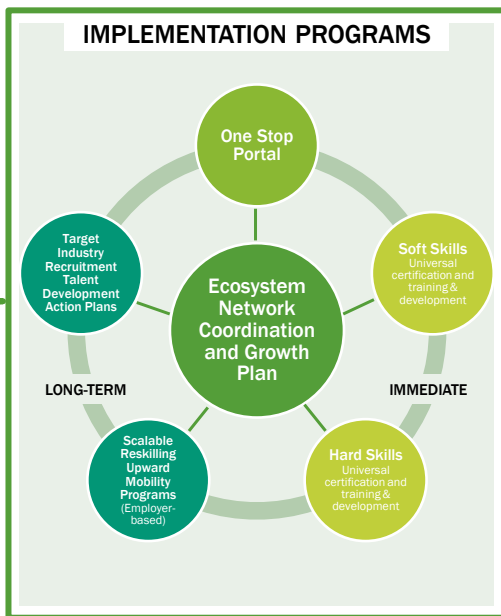 IMPLEMENTATION PROGRAMS
One Stop
Portal
Target
Industry
Recruitment
Talent
Development
Action Plans
Soft Skills
Universal
certification and
training &
development
Ecosystem
Network
Coordination
and Growth
Plan
LONG-TERM
IMMEDIATE
Scalable
Reskilling
Upward
Mobility
Programs
(Employer-
based)
Hard Skills
Universal
certification and
training &
development